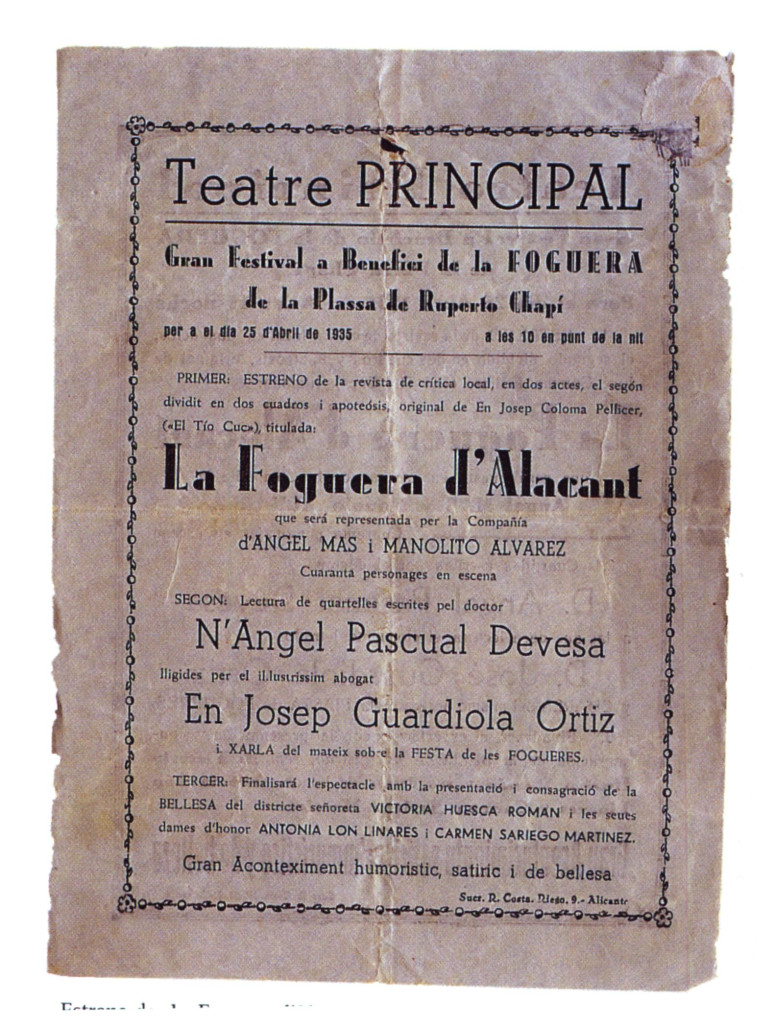 Teatre PRINCIPAL
Gran Festival a Benefici de la FOGUERA
de la Plassa de Ruperto Chapí
per a el día 25 d'Abril de 1935 a les 10 en punt de la nit
PRIMER: ESTRENO de la revista de crítica local, en dos actes, el segón
dividit en dos cuadros i apoteósis, original de En Josep Coloma Pellicer,
(«El Tío Cuc»), titulada:
La Foguera d'Alacant
que será representada per la Compañía
d'ANGEL MAS i MANOLITO ALVAREZ
Cuaranta personages en escena
SEGON: Lectura de quartelles escrites pel doctor
N'Angel Pascual Devesa
lligides per el il.lustrissim abogat
En Josep Guardiola Ortiz
i XARLA del mateix sobre la FESTA de les FOGUERES.
TERCER: Finalisará l'espectacle amb la presentació i consagració de la
BELLESA del districte señoreta VICTORIA HUESCA ROMAN i les seues
dames d'honor ANTONIA LON LINARES i CARMEN SARIEGO MARTINEZ.
Gran Aconteximent humoristic, satiric i de bellesa
Sucr. R. Costa. Riego, 9.- Alicante